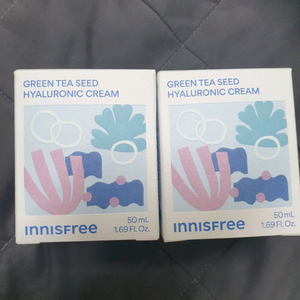 GREEN TEA SEED
HYALURONIC CREAM
50 mL
1.69 Fl. Oz.
INNISFree
GREEN TEA SEED
HYALURONIC CREAM
50 mL
1.69 Fl. Oz.
INNISFree